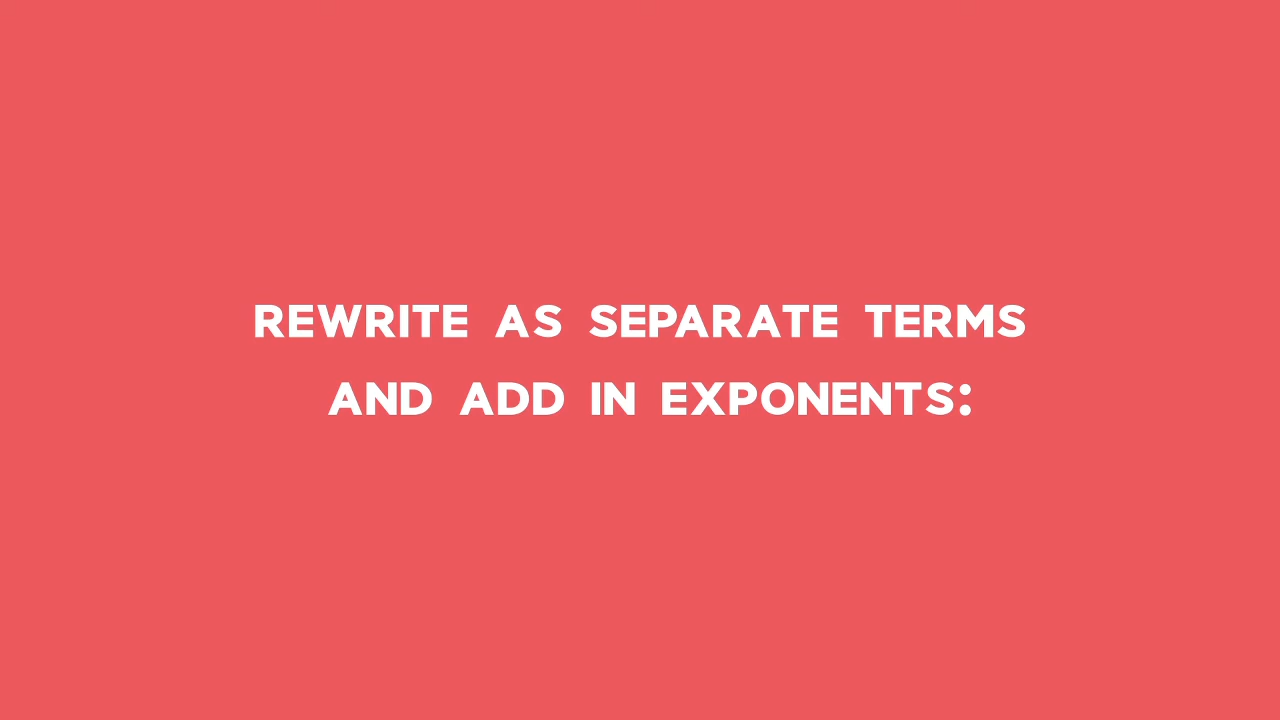 REWRITE AS SEPARATE TERMS
AND ADD IN EXPONENTS: